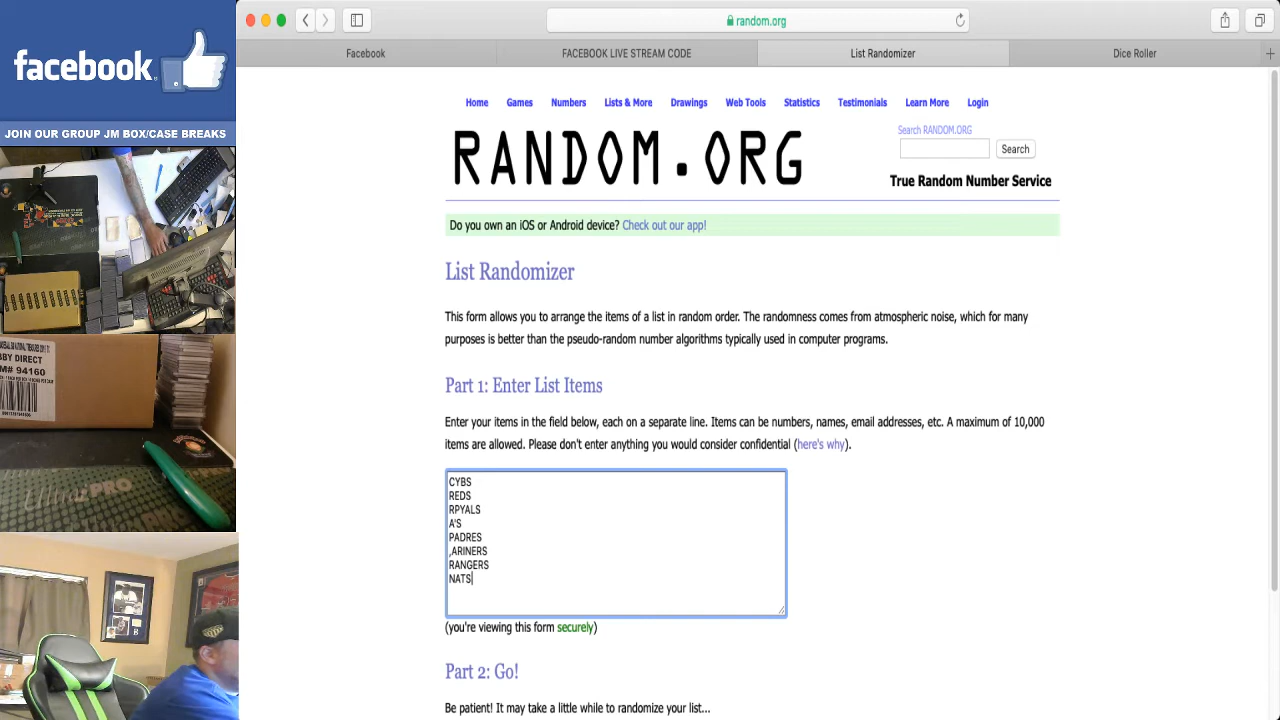 random.org
Facebook
FACEBOOK LIVE STREAM CODE
List Randomizer
Dice Roller
facebook
JOIN OUR GROUP MIX BOX/CASE BREAKS
Home Games Numbers Lists & More Drawings Web Tools Statistics Testimonials Learn More Login
RANDOM.ORG
Search RANDOM.ORG
Search
True Random Number Service
Do you own an iOS or Android device? Check out our app!
List Randomizer
This form allows you to arrange the items of a list in random order. The randomness comes from atmospheric noise, which for many
purposes is better than the pseudo-random number algorithms typically used in computer programs.
Part 1: Enter List Items
Enter your items in the field below, each on a separate line. Items can be numbers, names, email addresses, etc. A maximum of 10,000
items are allowed. Please don't enter anything you would consider confidential (here's why).
CYBS
REDS
RPYALS
A'S
PADRES
,ARINERS
RANGERS
NATS
(you're viewing this form securely)
Part 2: Go!
Be patient! It may take a little while to randomize your list...
BBY DIRECT
M# 94160
PRO